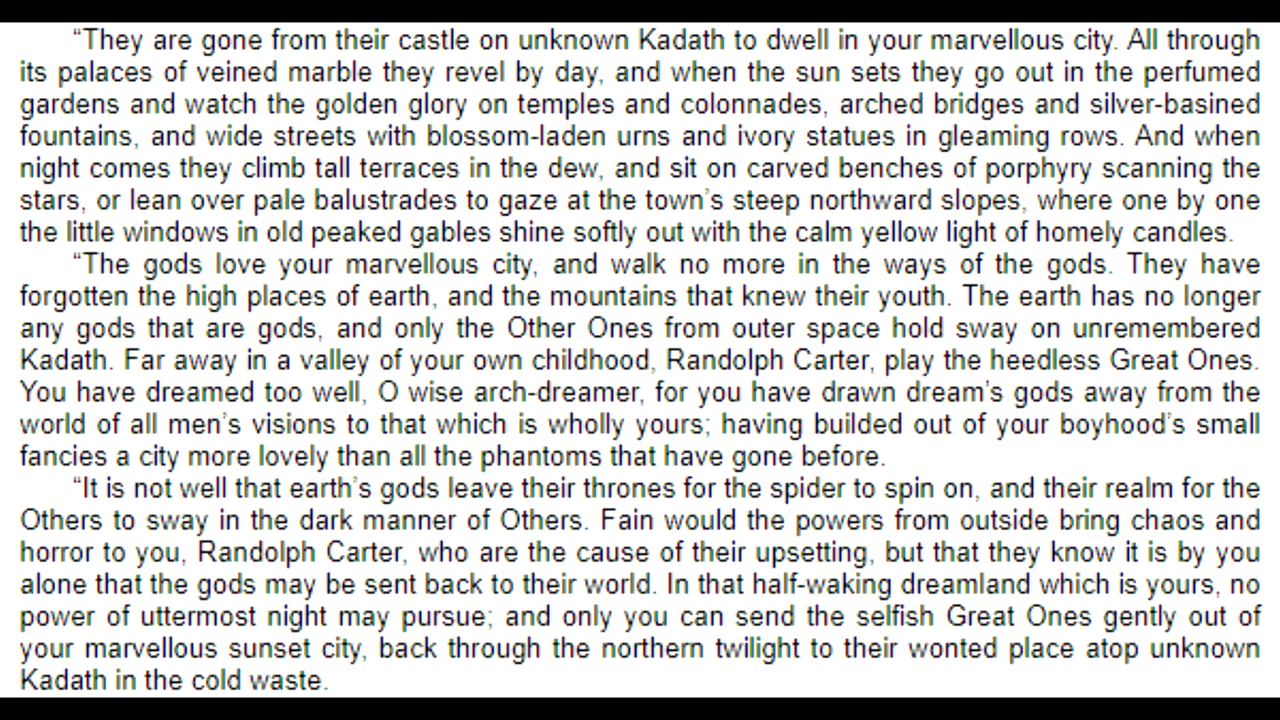 “They are gone from their castle on unknown Kadath to dwell in your marvellous city. All through
its palaces of veined marble they revel by day, and when the sun sets they go out in the perfumed
gardens and watch the golden glory on temples and colonnades, arched bridges and silver-basined
fountains, and wide streets with blossom-laden urns and ivory statues in gleaming rows. And when
night comes they climb tall terraces in the dew, and sit on carved benches of porphyry scanning the
stars, or lean over pale balustrades to gaze at the town’s steep northward slopes, where one by one
the little windows in old peaked gables shine softly out with the calm yellow light of homely candles.
“The gods love your marvellous city, and walk no more in the ways of the gods. They have
forgotten the high places of earth, and the mountains that knew their youth. The earth has no longer
any gods that are gods, and only the Other Ones from outer space hold sway on unremembered
Kadath. Far away in a valley of your own childhood, Randolph Carter, play the heedless Great Ones.
You have dreamed too well, O wise arch-dreamer, for you have drawn dream’s gods away from the
world of all men’s visions to that which is wholly yours; having builded out of your boyhood’s small
fancies a city more lovely than all the phantoms that have gone before.
“It is not well that earth’s gods leave their thrones for the spider to spin on, and their realm for the
Others to sway in the dark manner of Others. Fain would the powers from outside bring chaos and
horror to you, Randolph Carter, who are the cause of their upsetting, but that they know it is by you
alone that the gods may be sent back to their world. In that half-waking dreamland which is yours, no
power of uttermost night may pursue; and only you can send the selfish Great Ones gently out of
your marvellous sunset city, back through the northern twilight to their wonted place atop unknown
Kadath in the cold waste.